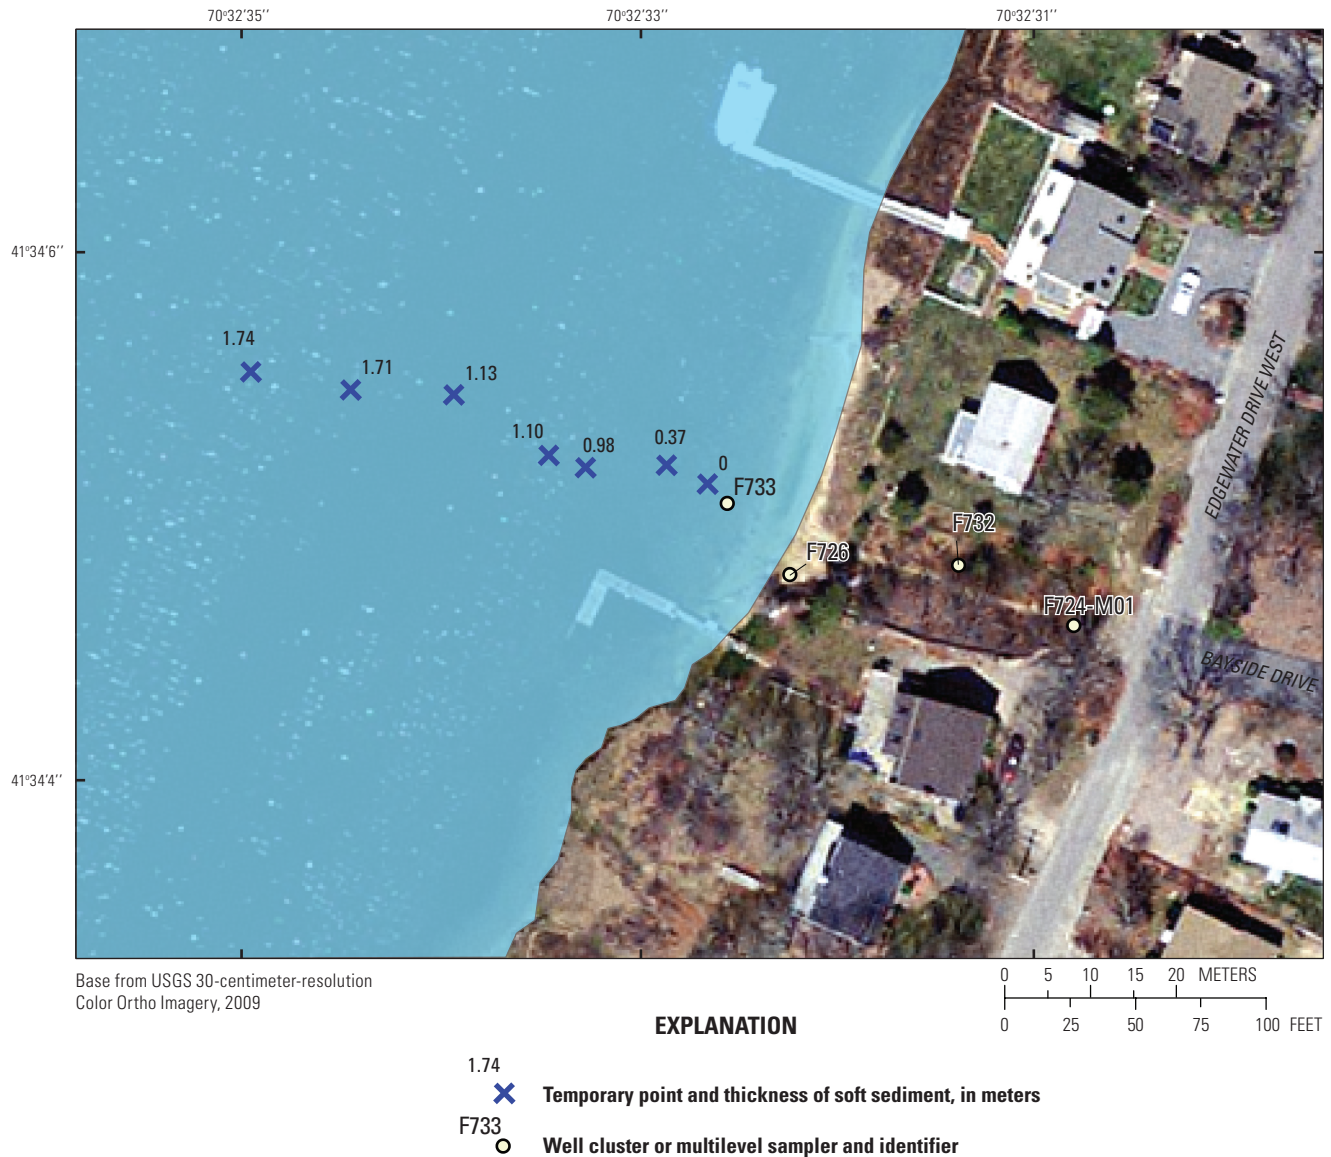 70°32'35''
70°32'33''
70°32'31''
41°34'6''
1.74
1.71
1.13
1.10
0.98
0.37
0
F733
F726
F732
F724-M01
EDGEWATER DRIVE WEST
BAYSIDE DRIVE
41°34'4''
Base from USGS 30-centimeter-resolution
Color Ortho Imagery, 2009
0 5 10 15 20 METERS
0 25 50 75 100 FEET
EXPLANATION
1.74
Temporary point and thickness of soft sediment, in meters
F733
Well cluster or multilevel sampler and identifier